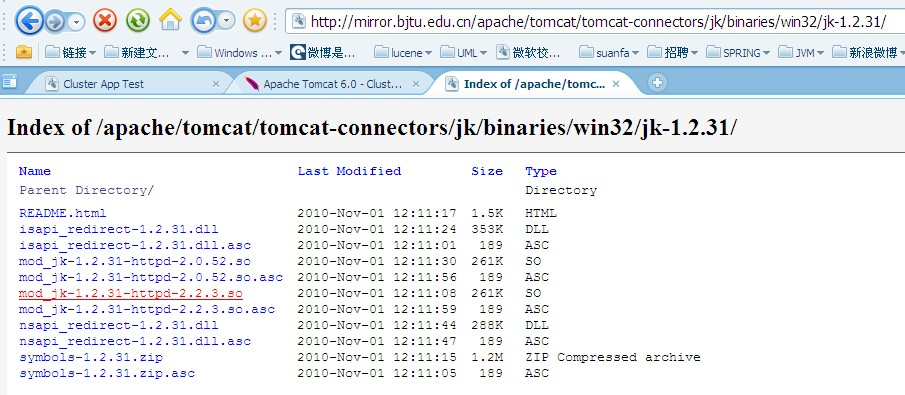 http://mirror.bjtu.edu.cn/apache/tomcat/tomcat-connectors/jk/binaries/win32/jk-1.2.31/
链接 新建文... Windows ... 微博是... lucene UML 微软校... suanfa 招聘 SPRING JVM 新浪微博
Cluster App Test Apache Tomcat 6.0 - Clust... Index of /apache/tomc...
Index of /apache/tomcat/tomcat-connectors/jk/binaries/win32/jk-1.2.31/
Name Last Modified Size Type
Parent Directory/ Directory
README.html 2010-Nov-01 12:11:17 1.5K HTML
isapi_redirect-1.2.31.dll 2010-Nov-01 12:11:24 353K DLL
isapi_redirect-1.2.31.dll.asc 2010-Nov-01 12:11:01 189 ASC
mod_jk-1.2.31-httpd-2.0.52.so 2010-Nov-01 12:11:30 261K SO
mod_jk-1.2.31-httpd-2.0.52.so.asc 2010-Nov-01 12:11:56 189 ASC
mod_jk-1.2.31-httpd-2.2.3.so 2010-Nov-01 12:11:08 261K SO
mod_jk-1.2.31-httpd-2.2.3.so.asc 2010-Nov-01 12:11:59 189 ASC
nsapi_redirect-1.2.31.dll 2010-Nov-01 12:11:44 288K DLL
nsapi_redirect-1.2.31.dll.asc 2010-Nov-01 12:11:47 189 ASC
symbols-1.2.31.zip 2010-Nov-01 12:11:15 1.2M ZIP Compressed archive
symbols-1.2.31.zip.asc 2010-Nov-01 12:11:05 189 ASC